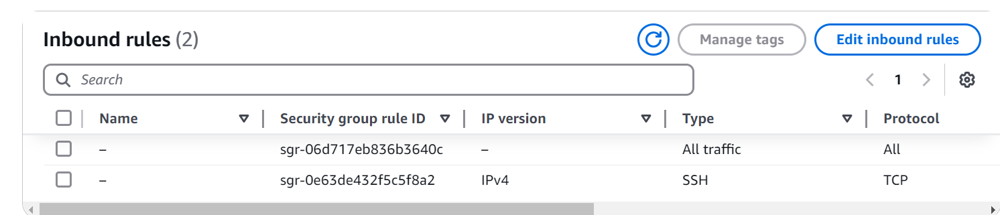 Inbound rules (2)
Manage tags
Edit inbound rules
Search
1
Name Security group rule ID IP version Type Protocol
– sgr-06d717eb836b3640c – All traffic All
– sgr-0e63de432f5c5f8a2 IPv4 SSH TCP